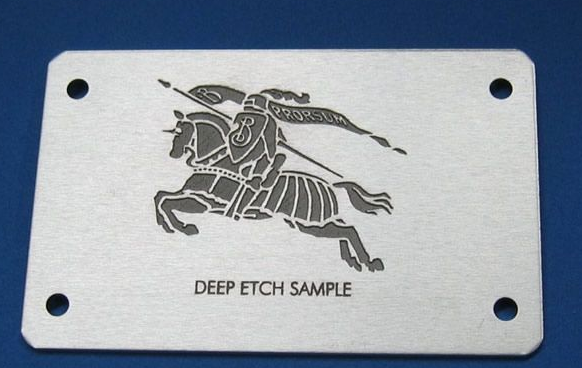 B
PRORSUM
B
DEEP ETCH SAMPLE